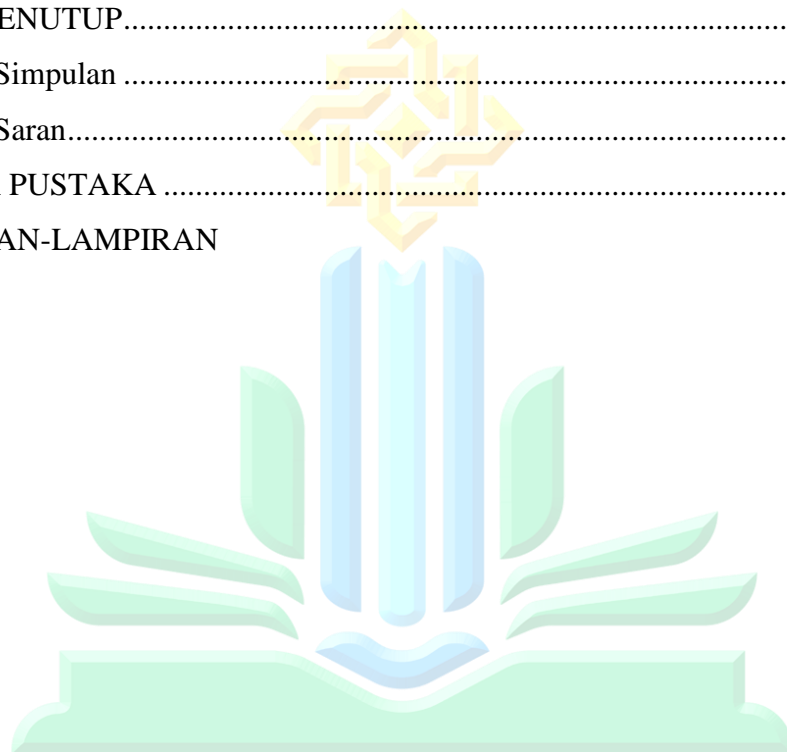 ENUTUP......................................................................................
Simpulan ....................................................................................
Saran...........................................................................................
PUSTAKA ................................................................................
AN-LAMPIRAN